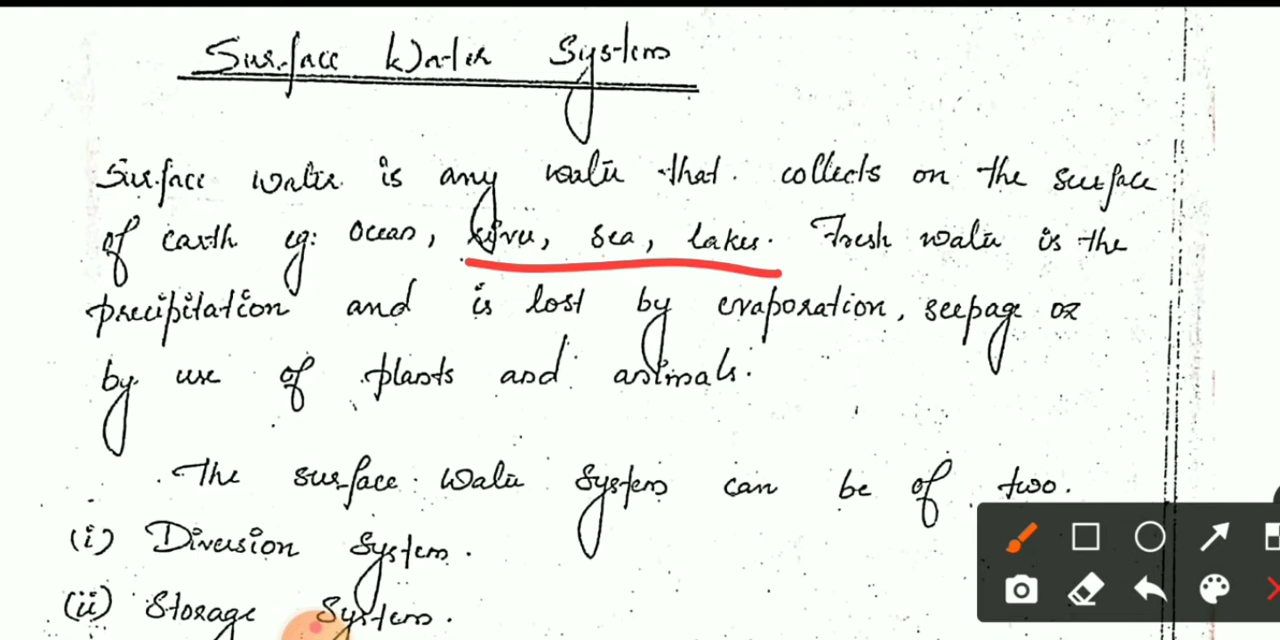 Surface Water System
Surface water is any water that collects on the surface
of earth eg: ocean, river, sea, lakes. Fresh water is the
precipitation and is lost by evaporation, seepage or
by use of plants and animals.
The surface water system can be of two.
(i) Diversion System.
(ii) Storage System.